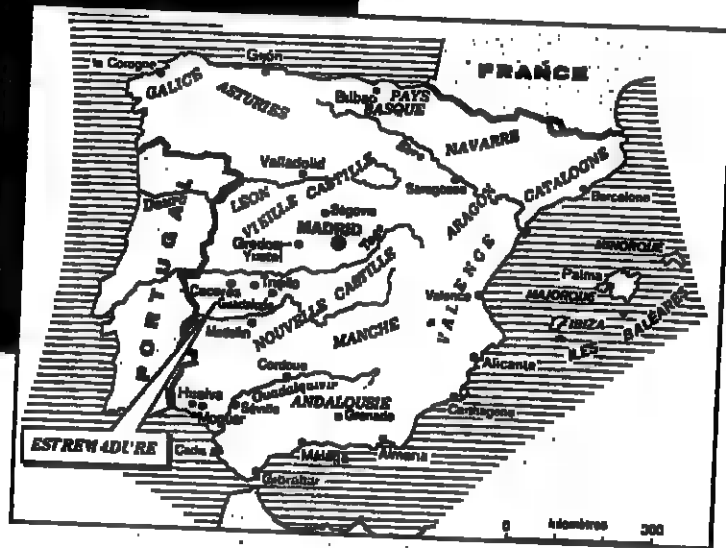 la Corogne
Gijón
FRANCE
GALICE
ASTURIES
Bilbao
PAYS
BASQUE
NAVARRE
Ebre
CATALOGNE
Valladolid
Saragosse
Barcelone
LEON
VIEILLE CASTILLE
ARAGON
Douro
Ségovie
MADRID
MINORQUE
Gredos
Yuste
Tage
PORTUGAL
Palma
Caceres
Trujillo
NOUVELLE CASTILLE
VALENCE
Valence
MAJORQUE
Guadalupe
BALÉARES
IBIZA
ILES
MANCHE
Cordoue
Alicante
Huelva
Guadalquivir
Moguer
Séville
ANDALOUSIE
Grenade
Carthagène
ESTREMADURE
Cadix
Malaga
Almeria
Gibraltar
0 kilomètres 300